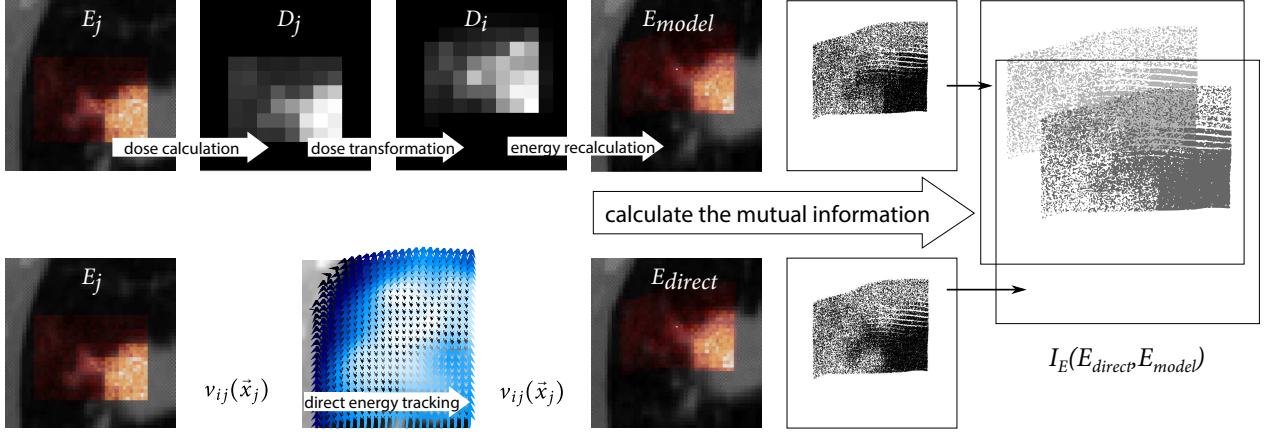 E_j D_j D_i E_model
dose calculation dose transformation energy recalculation
calculate the mutual information
E_j E_direct
v_ij(x⃗_j) direct energy tracking v_ij(x⃗_j)
I_E(E_direct,E_model)